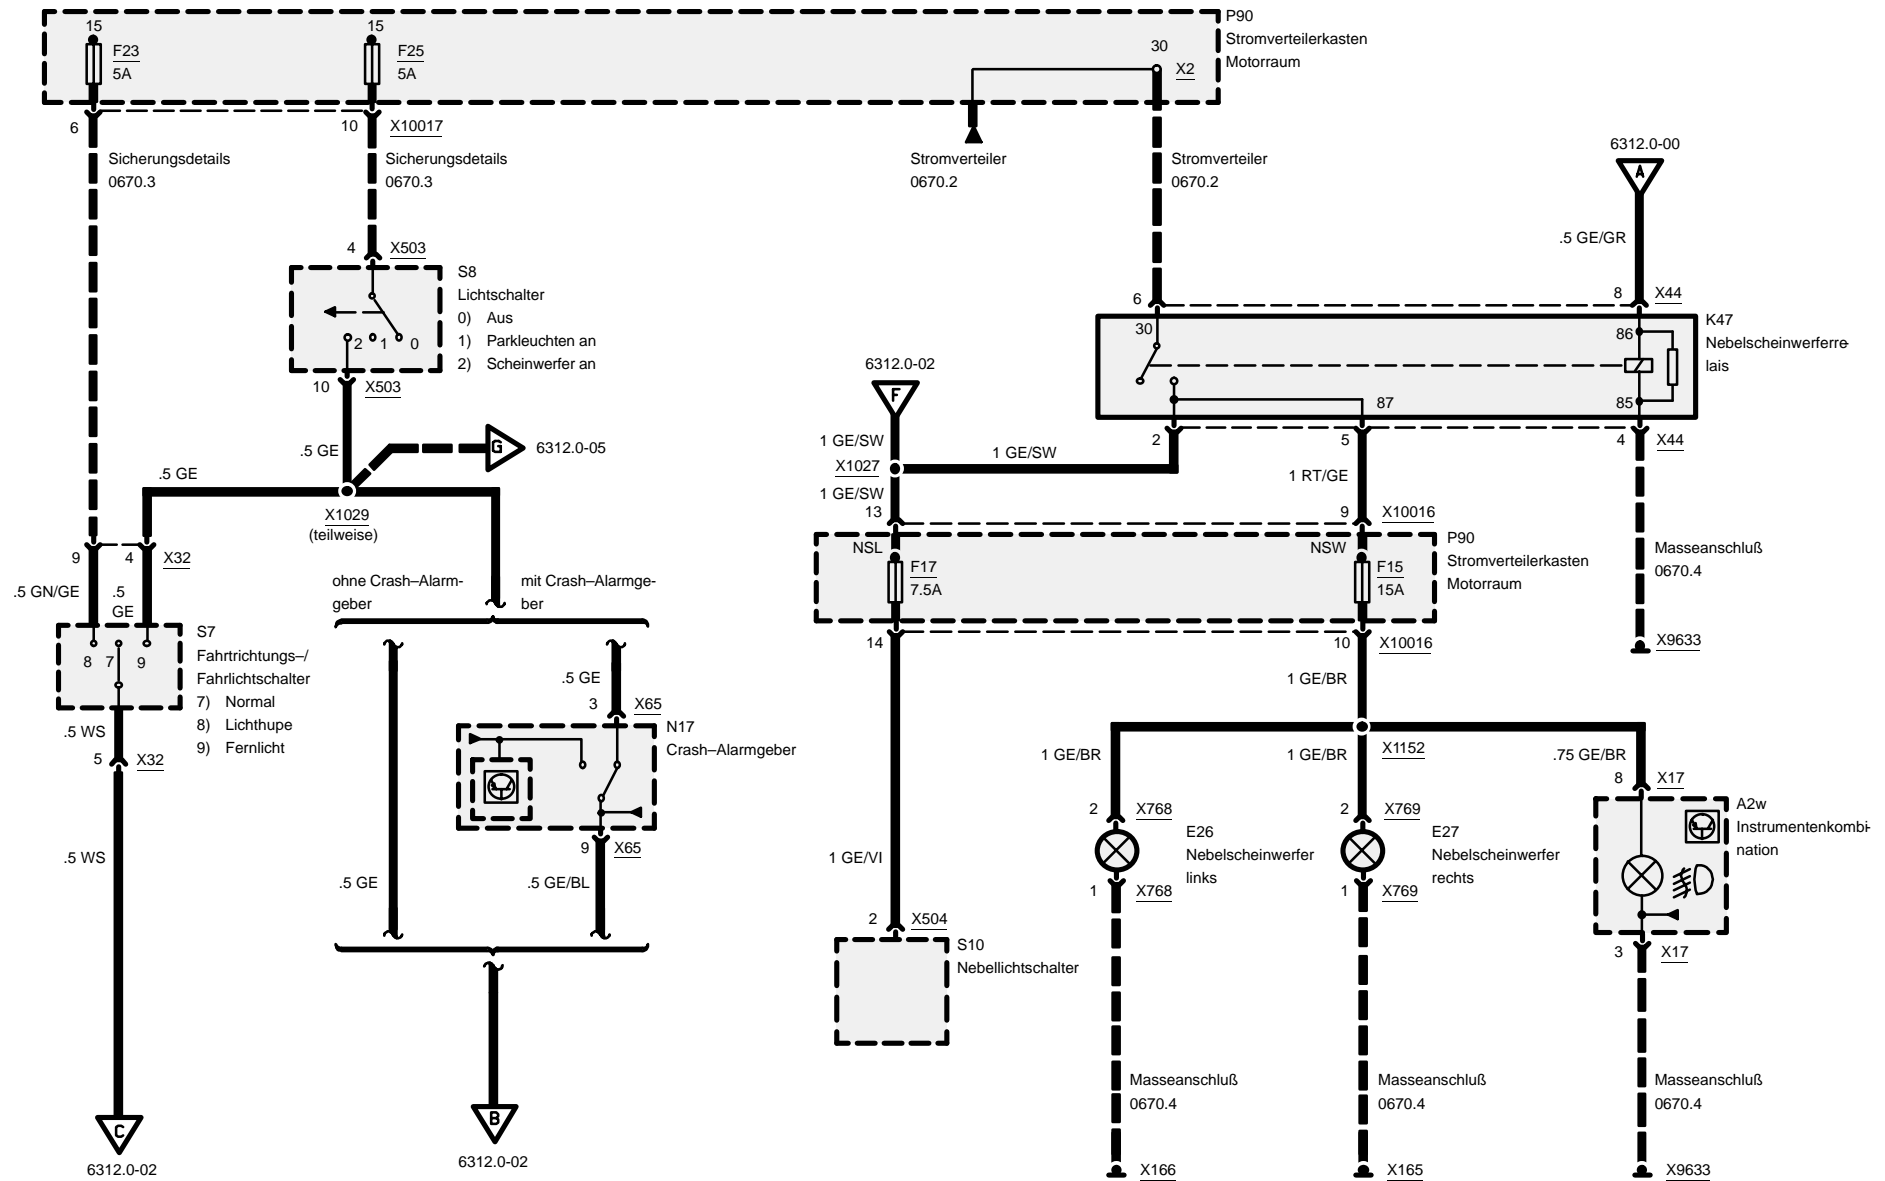 15
F23
5A
15
F25
5A
30
X2
P90
Stromverteilerkasten
Motorraum
6
10
X10017
Sicherungsdetails
0670.3
Sicherungsdetails
0670.3
Stromverteiler
0670.2
Stromverteiler
0670.2
6312.0-00
A
.5 GE/GR
4
X503
S8
Lichtschalter
0) Aus
1) Parkleuchten an
2) Scheinwerfer an
2
1
0
10
X503
6
8
X44
K47
Nebelscheinwerferre
lais
30
86
87
85
6312.0-02
F
1 GE/SW
X1027
1 GE/SW
1 GE/SW
2
5
4
X44
1 RT/GE
.5 GE
G
6312.0-05
.5 GE
X1029
(teilweise)
13
9
X10016
NSL
F17
7.5A
NSW
F15
15A
P90
Stromverteilerkasten
Motorraum
Masseanschluß
0670.4
X9633
9
4
X32
.5 GN/GE
.5
GE
S7
Fahrtrichtungs–/
Fahrlichtschalter
7) Normal
8) Lichthupe
9) Fernlicht
8
7
9
.5 WS
5
X32
.5 WS
C
6312.0-02
ohne Crash–Alarm-
geber
mit Crash–Alarmge-
ber
.5 GE
3
X65
N17
Crash–Alarmgeber
9
X65
.5 GE
.5 GE/BL
B
6312.0-02
14
10
X10016
1 GE/BR
1 GE/BR
1 GE/BR
X1152
.75 GE/BR
8
X17
A2w
Instrumentenkombi-
nation
2
X768
E26
Nebelscheinwerfer
links
1
X768
2
X769
E27
Nebelscheinwerfer
rechts
1
X769
1 GE/VI
2
X504
S10
Nebellichtschalter
3
X17
Masseanschluß
0670.4
Masseanschluß
0670.4
Masseanschluß
0670.4
X166
X165
X9633